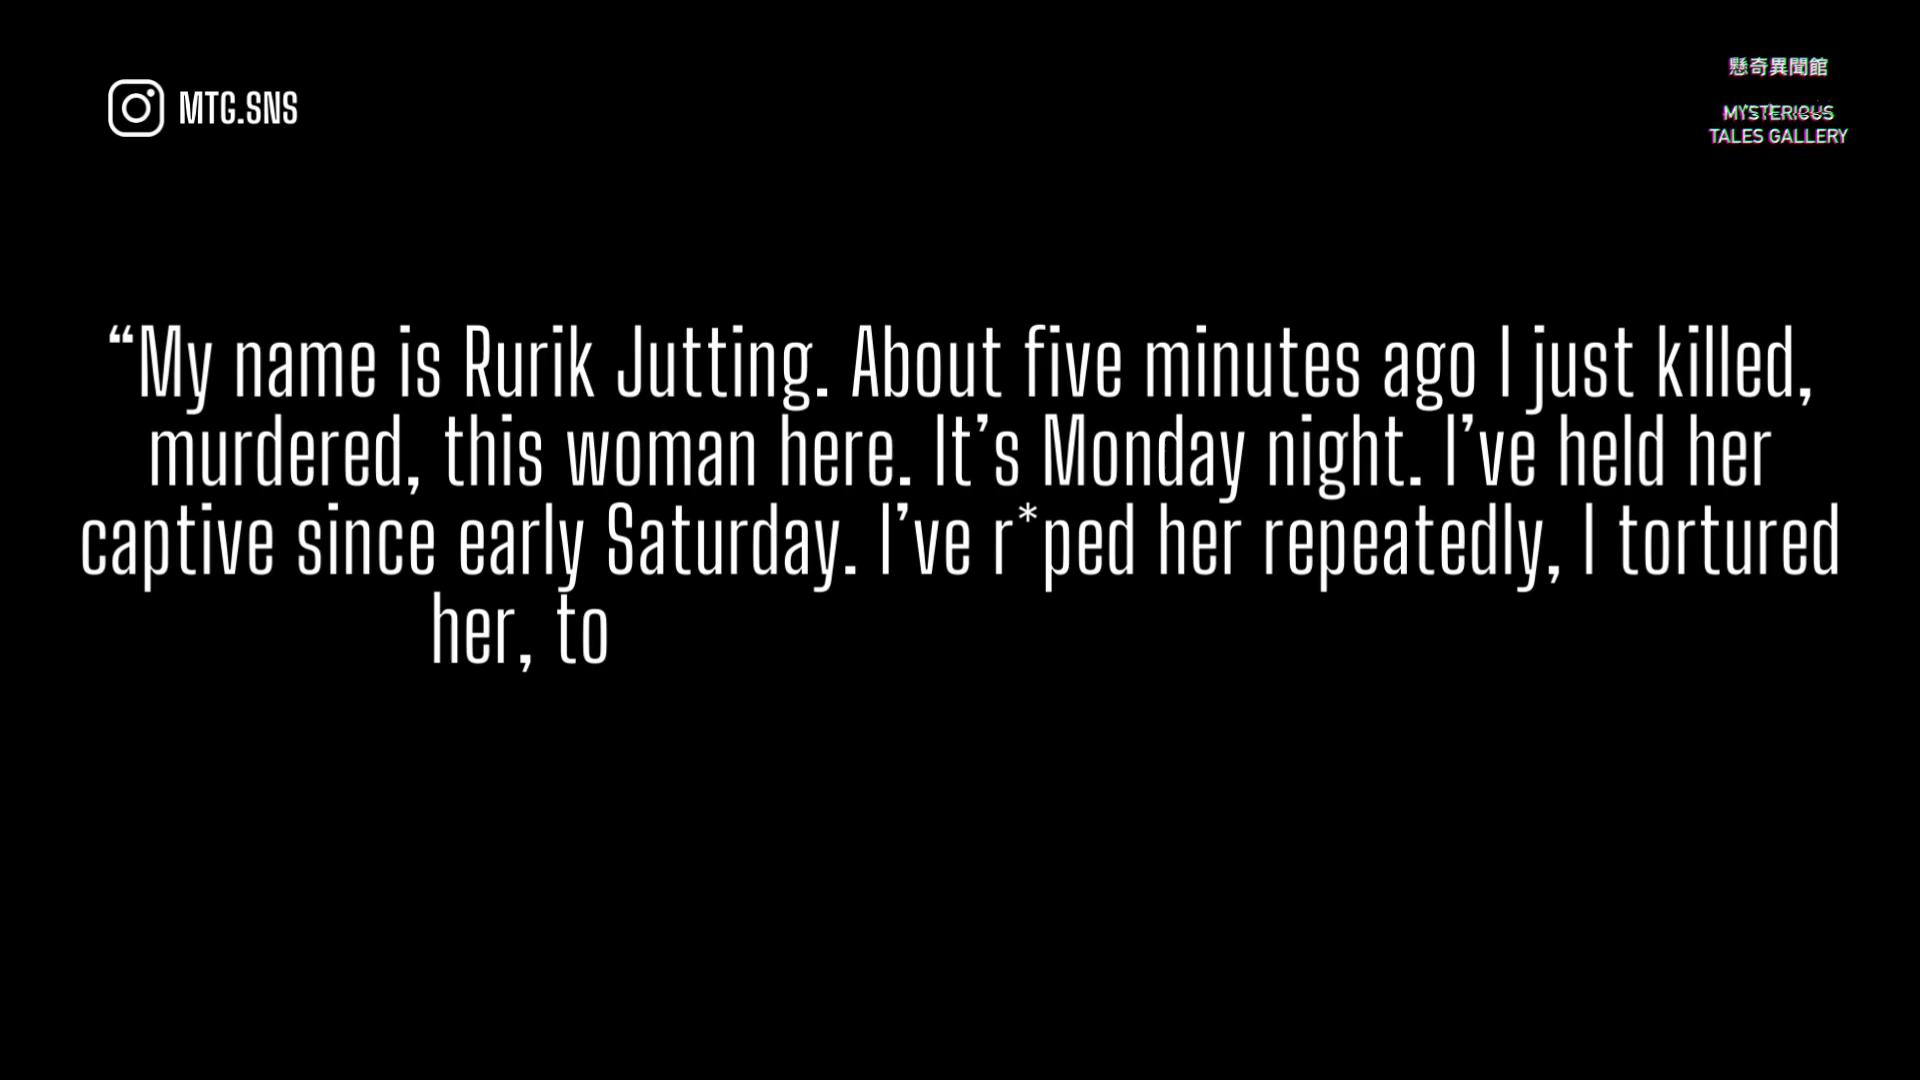 MTG.SNS
懸奇異聞館
MYSTERIOUS
TALES GALLERY
“My name is Rurik Jutting. About five minutes ago I just killed,
murdered, this woman here. It’s Monday night. I’ve held her
captive since early Saturday. I’ve r*ped her repeatedly, I tortured
her, to